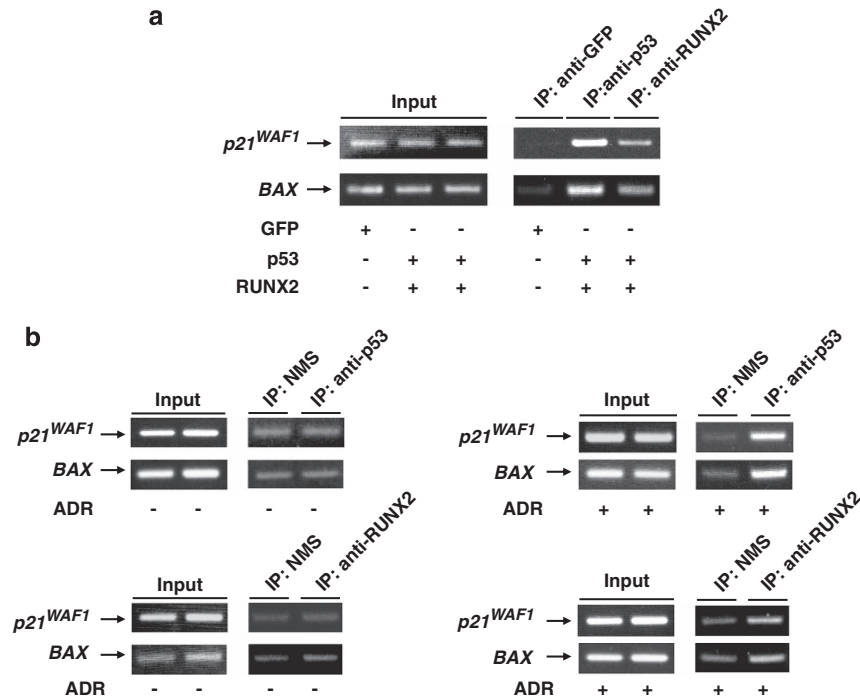 a
Input
IP: anti-GFP
IP:anti-p53
IP: anti-RUNX2
p21WAF1
BAX
GFP + - - + - -
p53 - + + - + +
RUNX2 - + + - + +
b
Input
IP: NMS
IP: anti-p53
p21WAF1
BAX
ADR - - - -
Input
IP: NMS
IP: anti-p53
p21WAF1
BAX
ADR + + + +
Input
IP: NMS
IP: anti-RUNX2
p21WAF1
BAX
ADR - - - -
Input
IP: NMS
IP: anti-RUNX2
p21WAF1
BAX
ADR + + + +